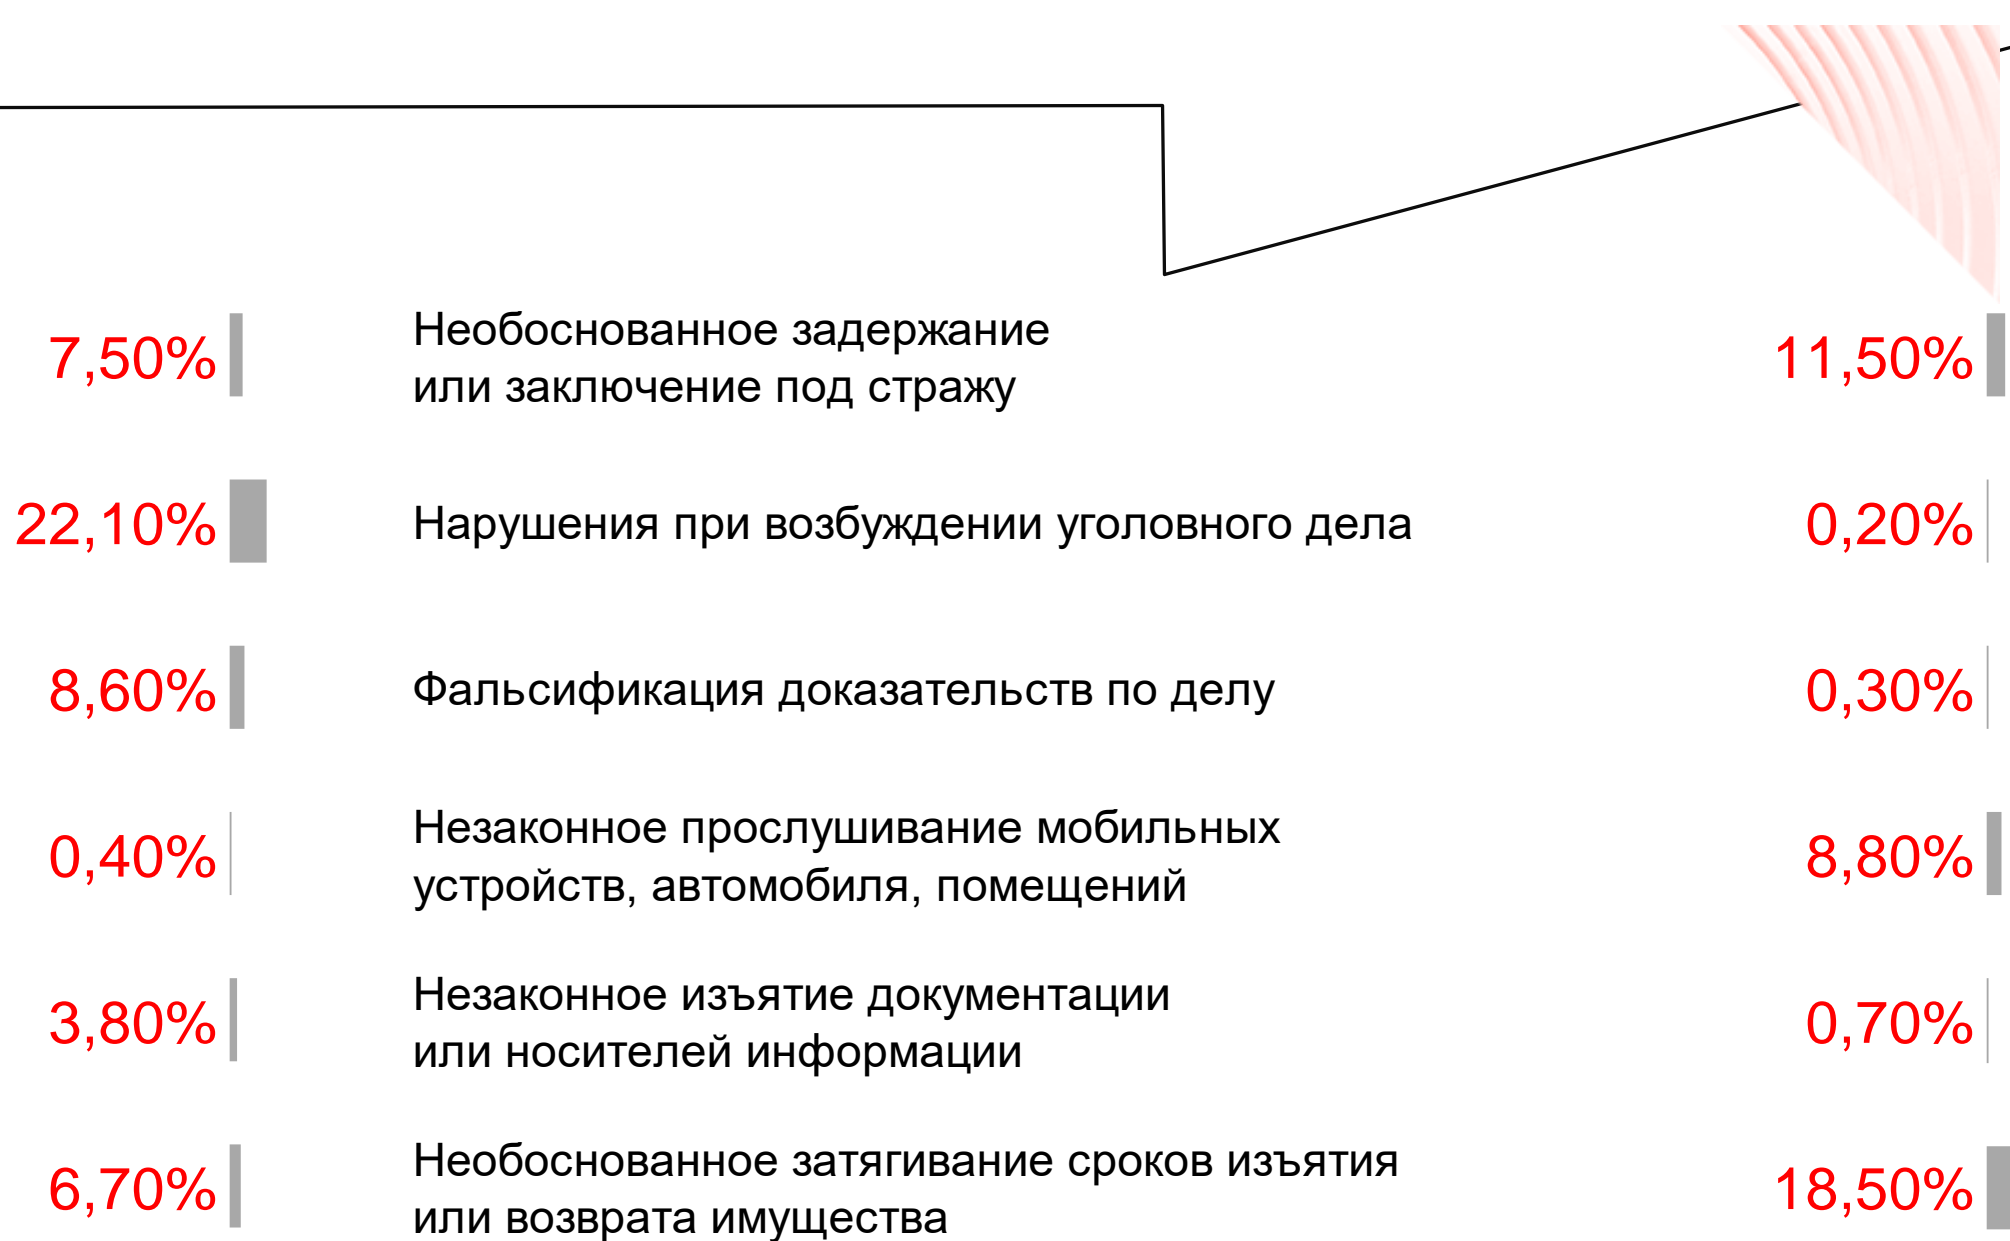 7,50%
Необоснованное задержание
или заключение под стражу
11,50%
22,10%
Нарушения при возбуждении уголовного дела
0,20%
8,60%
Фальсификация доказательств по делу
0,30%
0,40%
Незаконное прослушивание мобильных
устройств, автомобиля, помещений
8,80%
3,80%
Незаконное изъятие документации
или носителей информации
0,70%
6,70%
Необоснованное затягивание сроков изъятия
или возврата имущества
18,50%